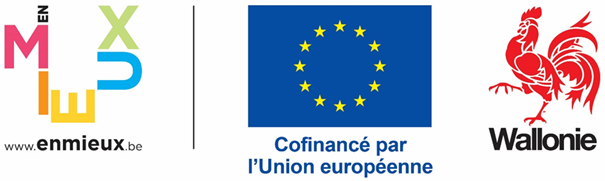 EN
MIEUX
www.enmieux.be
Cofinancé par
l'Union européenne
Wallonie